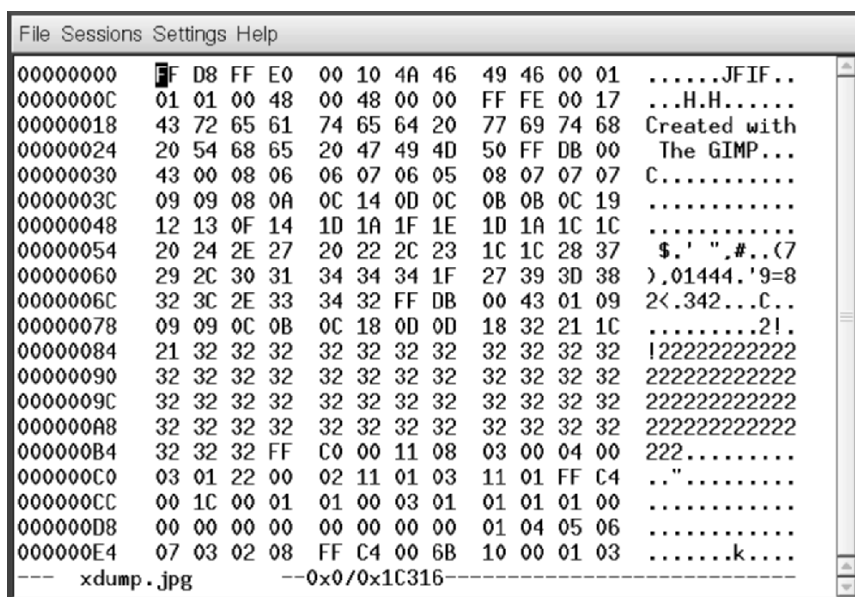 File Sessions Settings Help
00000000 FF D8 FF E0 00 10 4A 46 49 46 00 01 ......JFIF..
0000000C 01 01 00 48 00 48 00 00 FF FE 00 17 ...H.H......
00000018 43 72 65 61 74 65 64 20 77 69 74 68 Created with
00000024 20 54 68 65 20 47 49 4D 50 FF DB 00 The GIMP...
00000030 43 00 08 06 06 07 06 05 08 07 07 07 C...........
0000003C 09 09 08 0A 0C 14 0D 0C 0B 0B 0C 19 ............
00000048 12 13 0F 14 1D 1A 1F 1E 1D 1A 1C 1C ............
00000054 20 24 2E 27 20 22 2C 23 1C 1C 28 37 $.' ",#..(7
00000060 29 2C 30 31 34 34 34 1F 27 39 3D 38 ),01444.'9=8
0000006C 32 3C 2E 33 34 32 FF DB 00 43 01 09 2<.342...C..
00000078 09 09 0C 0B 0C 18 0D 0D 18 32 21 1C .........2!.
00000084 21 32 32 32 32 32 32 32 32 32 32 32 !22222222222
00000090 32 32 32 32 32 32 32 32 32 32 32 32 222222222222
0000009C 32 32 32 32 32 32 32 32 32 32 32 32 222222222222
000000A8 32 32 32 32 32 32 32 32 32 32 32 32 222222222222
000000B4 32 32 32 FF C0 00 11 08 03 00 04 00 222.........
000000C0 03 01 22 00 02 11 01 03 11 01 FF C4 ..".........
000000CC 00 1C 00 01 01 00 03 01 01 01 01 00 ............
000000D8 00 00 00 00 00 00 00 00 01 04 05 06 ............
000000E4 07 03 02 08 FF C4 00 6B 10 00 01 03 .......k....
--- xdump.jpg --0x0/0x1C316--------------------------------